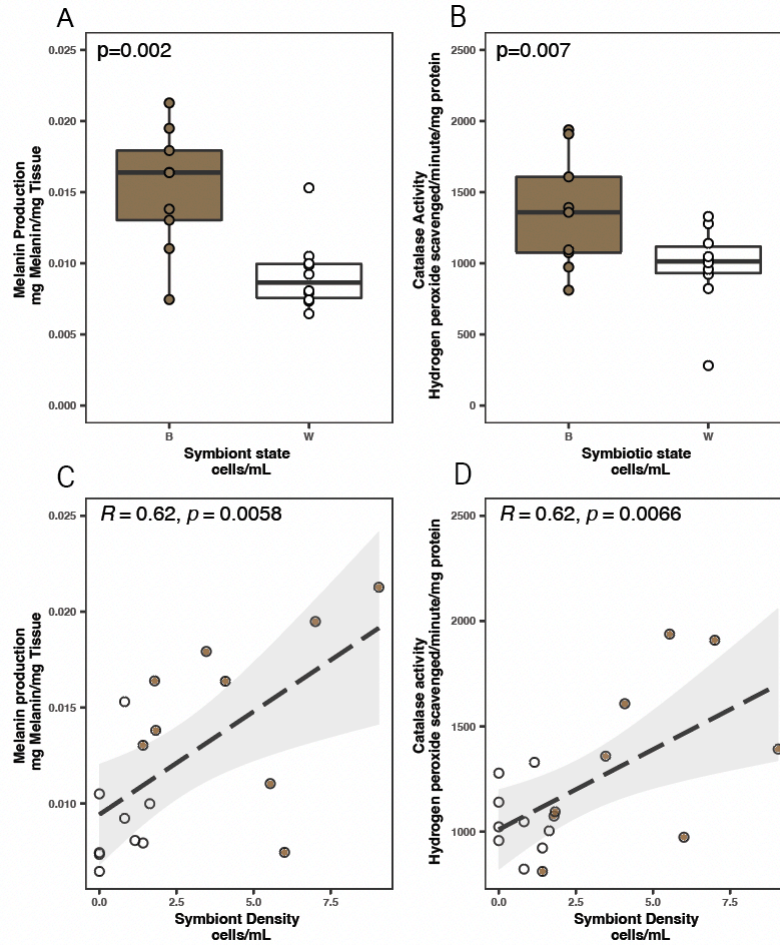 A
p=0.002
Melanin Production
mg Melanin/mg Tissue
0.025
0.020
0.015
0.010
0.005
0.000
B
W
Symbiont state
cells/mL
B
p=0.007
Catalase Activity
Hydrogen peroxide scavenged/minute/mg protein
2500
2000
1500
1000
500
0
B
W
Symbiotic state
cells/mL
C
R = 0.62, p = 0.0058
Melanin production
mg Melanin/mg Tissue
0.025
0.020
0.015
0.010
0.0
2.5
5.0
7.5
Symbiont Density
cells/mL
D
R = 0.62, p = 0.0066
Catalase activity
Hydrogen peroxide scavenged/minute/mg protein
2500
2000
1500
1000
0.0
2.5
5.0
7.5
Symbiont Density
cells/mL